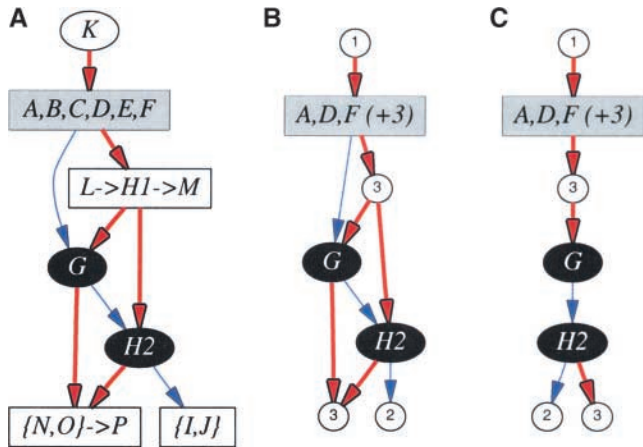 A
K
A,B,C,D,E,F
L->H1->M
G
H2
{N,O}->P
{I,J}
B
1
A,D,F (+3)
3
G
H2
3
2
C
1
A,D,F (+3)
3
G
H2
2
3